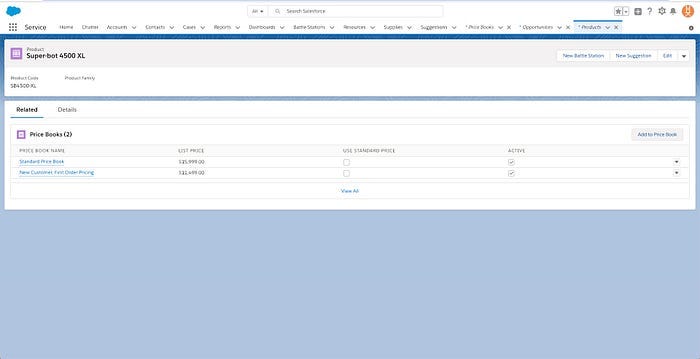 All Search Salesforce
Service Home Chatter Accounts Contacts Cases Reports Dashboards Battle Stations Resources Supplies Suggestions * Price Books * Opportunities * Products
Product
Super-bot 4500 XL
New Battle Station New Suggestion Edit
Product Code Product Family
SB4500-XL
Related Details
Price Books (2) Add to Price Book
PRICE BOOK NAME LIST PRICE USE STANDARD PRICE ACTIVE
Standard Price Book $15,999.00
New Customer, First Order Pricing $11,499.00
View All